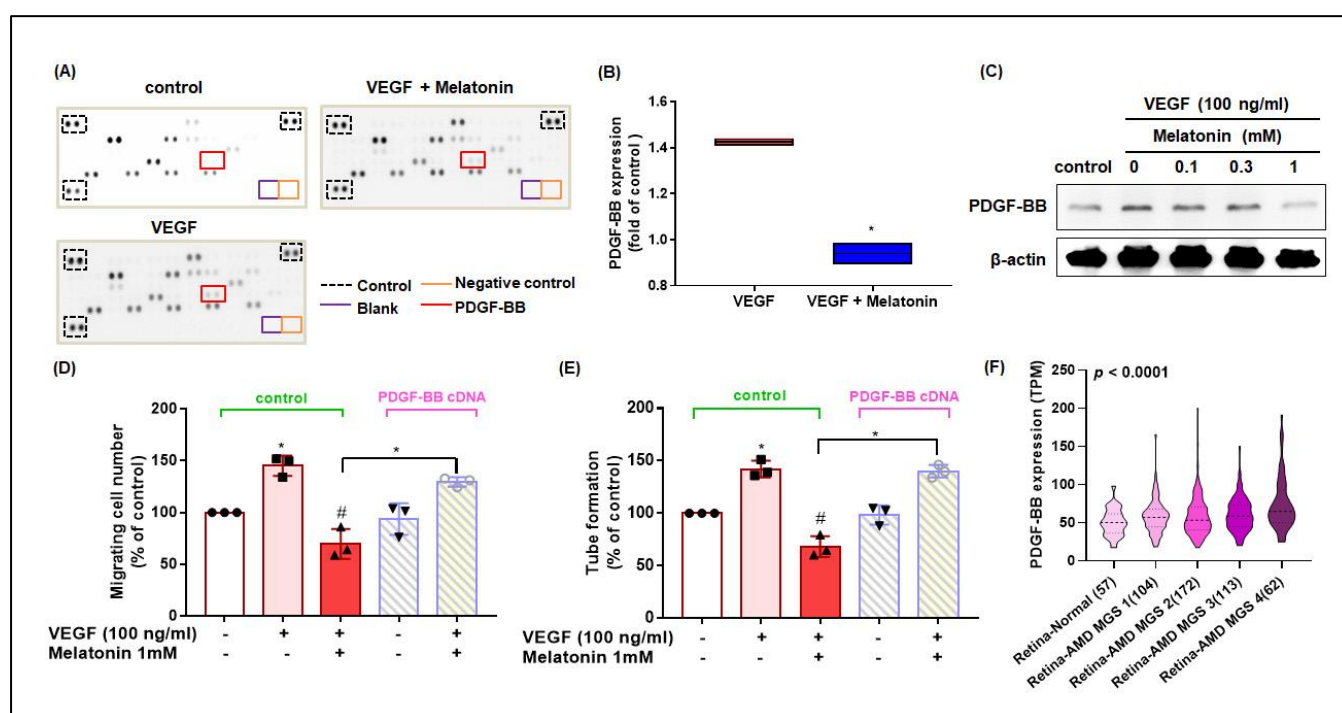 (A)
control
VEGF + Melatonin
VEGF
Control
Negative control
Blank
PDGF-BB
(B)
PDGF-BB expression
(fold of control)
1.6
1.4
1.2
1.0
0.8
*
VEGF
VEGF + Melatonin
(C)
VEGF (100 ng/ml)
Melatonin (mM)
control 0 0.1 0.3 1
PDGF-BB
β-actin
(D)
control
PDGF-BB cDNA
Migrating cell number
(% of control)
200
150
100
50
0
*
#
*
VEGF (100 ng/ml) - + + - +
Melatonin 1mM - - + - +
(E)
control
PDGF-BB cDNA
Tube formation
(% of control)
200
150
100
50
0
*
#
*
VEGF (100 ng/ml) - + + - +
Melatonin 1mM - - + - +
(F)
PDGF-BB expression (TPM)
250
200
150
100
50
0
p < 0.0001
Retina-Normal (57)
Retina-AMD MGS 1(104)
Retina-AMD MGS 2(172)
Retina-AMD MGS 3(113)
Retina-AMD MGS 4(62)